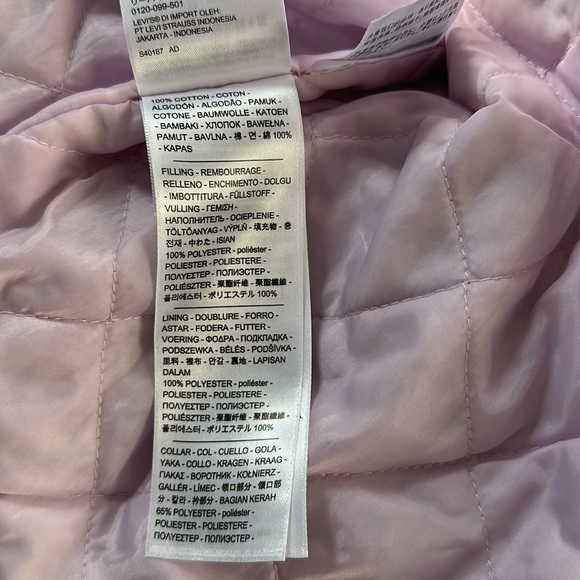 0120-099-501
LEVI'S® DI IMPORT OLEH:
PT LEVI STRAUSS INDONESIA
JAKARTA - INDONESIA
S40187 AD
100% COTTON - COTON -
ALGODÓN - ALGODÃO - PAMUK -
COTONE - BAUMWOLLE - KATOEN
- BAMBAKI - ХЛОПОК - BAWEŁNA -
PAMUT - BAVLNA - 棉 - 면 - 綿 100%
- KAPAS
FILLING - REMBOURRAGE -
RELLENO - ENCHIMENTO - DOLGU
- IMBOTTITURA - FÜLLSTOFF -
VULLING - ΓΕΜΙΣΗ -
НАПОЛНИТЕЛЬ - OCIEPLENIE -
TÖLTŐANYAG - VÝPLŇ - 填充物 - 충
전재 - 中わた - ISIAN
100% POLYESTER - poliéster -
POLIESTER - POLIESTERE -
ΠΟΛΥΕΣΤΕΡ - ПОЛИЭСТЕР -
POLIÉSZTER - 聚酯纤维 - 聚酯纖維 -
폴리에스터 - ポリエステル 100%
LINING - DOUBLURE - FORRO -
ASTAR - FODERA - FUTTER -
VOERING - ΦΟΔΡΑ - ПОДКЛАДКА -
PODSZEWKA - BÉLÉS - PODŠÍVKA -
里料 - 裡布 - 안감 - 裏地 - LAPISAN
DALAM
100% POLYESTER - poliéster -
POLIESTER - POLIESTERE -
ΠΟΛΥΕΣΤΕΡ - ПОЛИЭСТЕР -
POLIÉSZTER - 聚酯纤维 - 聚酯纖維 -
폴리에스터 - ポリエステル 100%
COLLAR - COL - CUELLO - GOLA -
YAKA - COLLO - KRAGEN - KRAAG -
ΓΙΑΚΑΣ - ВОРОТНИК - KOŁNIERZ -
GALLÉR - LÍMEC - 领口部分 - 領口部
分 - 칼라 - 衿部分 - BAGIAN KERAH
65% POLYESTER - poliéster -
POLIESTER - POLIESTERE -
ΠΟΛΥΕΣΤΕΡ - ПОЛИЭСТЕР -